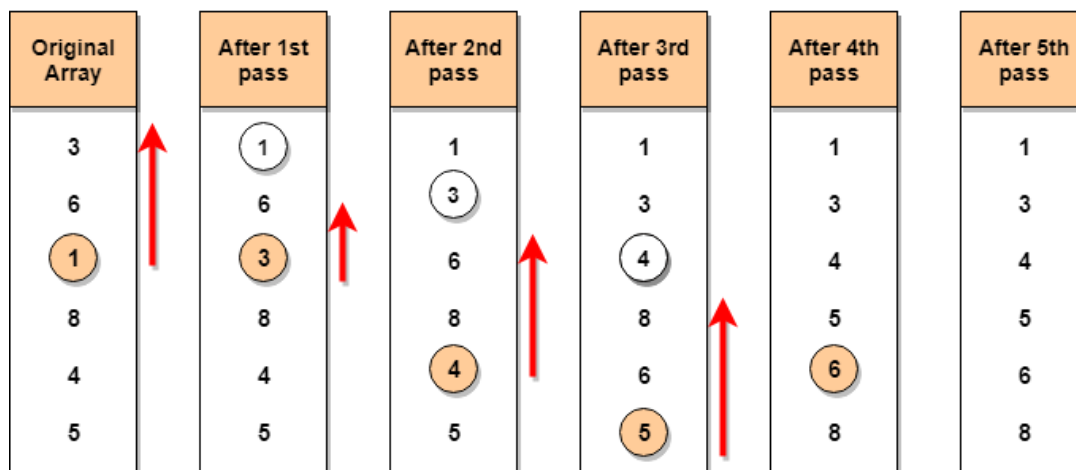 Original Array
After 1st pass
After 2nd pass
After 3rd pass
After 4th pass
After 5th pass
3 1 1 1 1 1
6 6 3 3 3 3
1 3 6 4 4 4
8 8 8 8 5 5
4 4 4 6 6 6
5 5 5 5 8 8